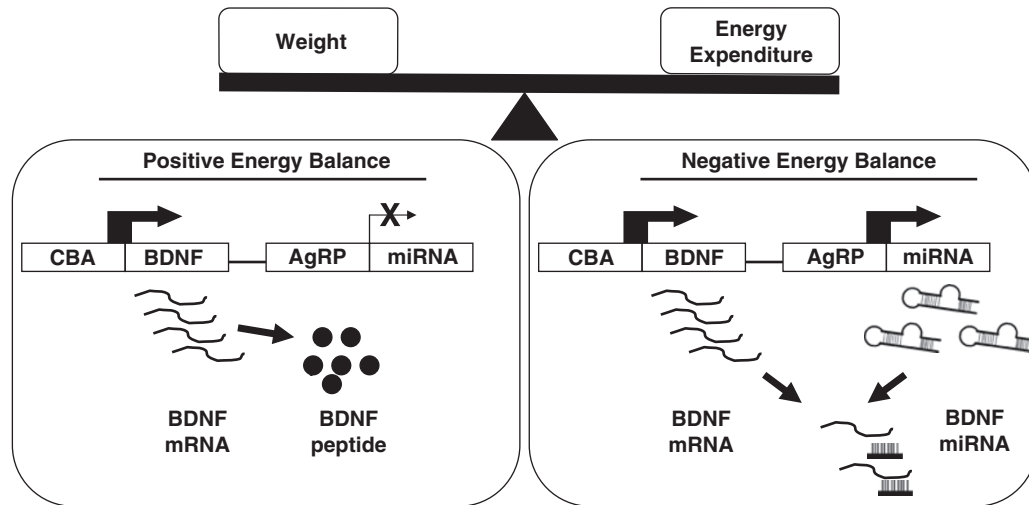 Weight
Energy
Expenditure
Positive Energy Balance
X
CBA
BDNF
AgRP
miRNA
BDNF
mRNA
BDNF
peptide
Negative Energy Balance
CBA
BDNF
AgRP
miRNA
BDNF
mRNA
BDNF
miRNA